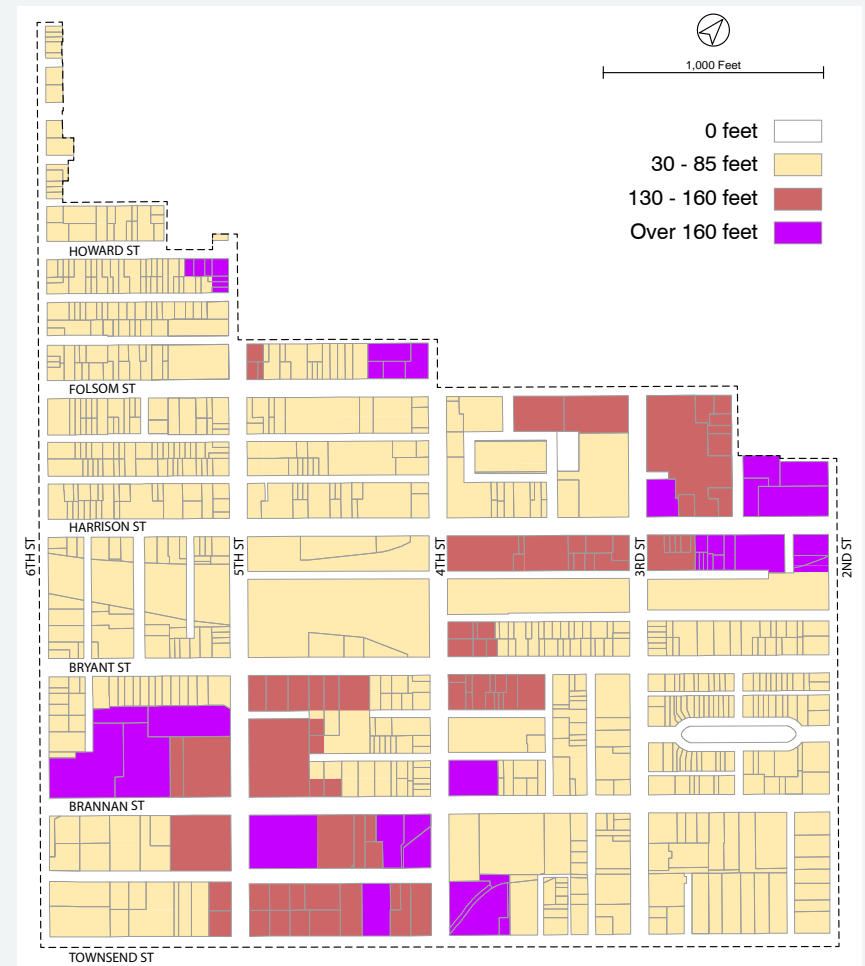 1,000 Feet
0 feet
30 - 85 feet
130 - 160 feet
Over 160 feet
HOWARD ST
FOLSOM ST
HARRISON ST
6TH ST
5TH ST
4TH ST
3RD ST
2ND ST
BRYANT ST
BRANNAN ST
TOWNSEND ST